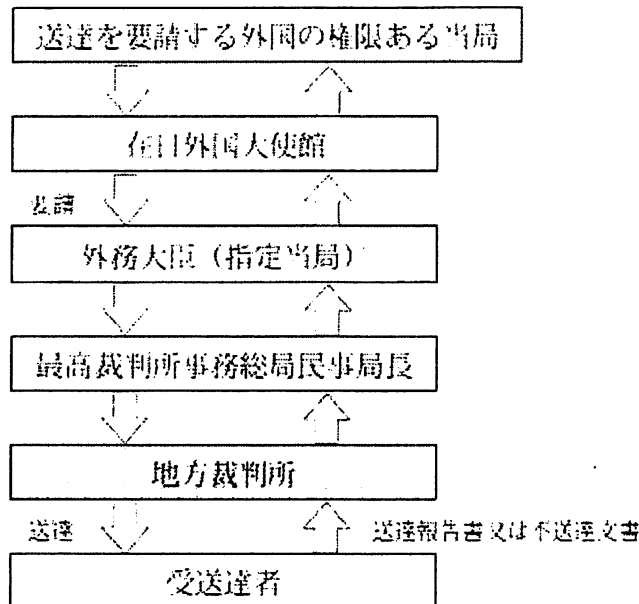 送達を要請する外国の権限ある当局
在日外国大使館
要請
外務大臣（指定当局）
最高裁判所事務総局民事局長
地方裁判所
送達
送達報告書又は不送達文書
受送達者